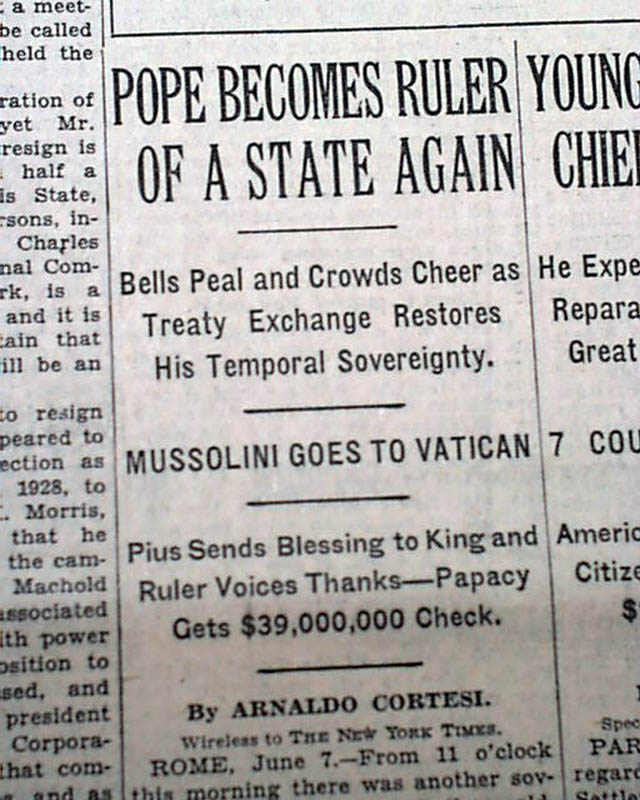 a meet-
be called
held the
ration of
yet Mr.
resign is
half a
is State,
rsons, in-
Charles
nal Com-
rk, is a
and it is
tain that
ill be an
to resign
peared to
ection as
1928, to
. Morris,
that he
the cam-
Machold
associated
ith power
osition to
sed, and
president
Corpora-
that com-
and as
POPE BECOMES RULER
OF A STATE AGAIN
Bells Peal and Crowds Cheer as
Treaty Exchange Restores
His Temporal Sovereignty.
MUSSOLINI GOES TO VATICAN
Pius Sends Blessing to King and
Ruler Voices Thanks—Papacy
Gets $39,000,000 Check.
By ARNALDO CORTESI.
Wireless to THE NEW YORK TIMES.
ROME, June 7.—From 11 o'clock
this morning there was another sov-
YOUNG
CHIE
He Expe
Repara
Great
7 COU
Americ
Citize
$
Spec
PAR
regard
Settle